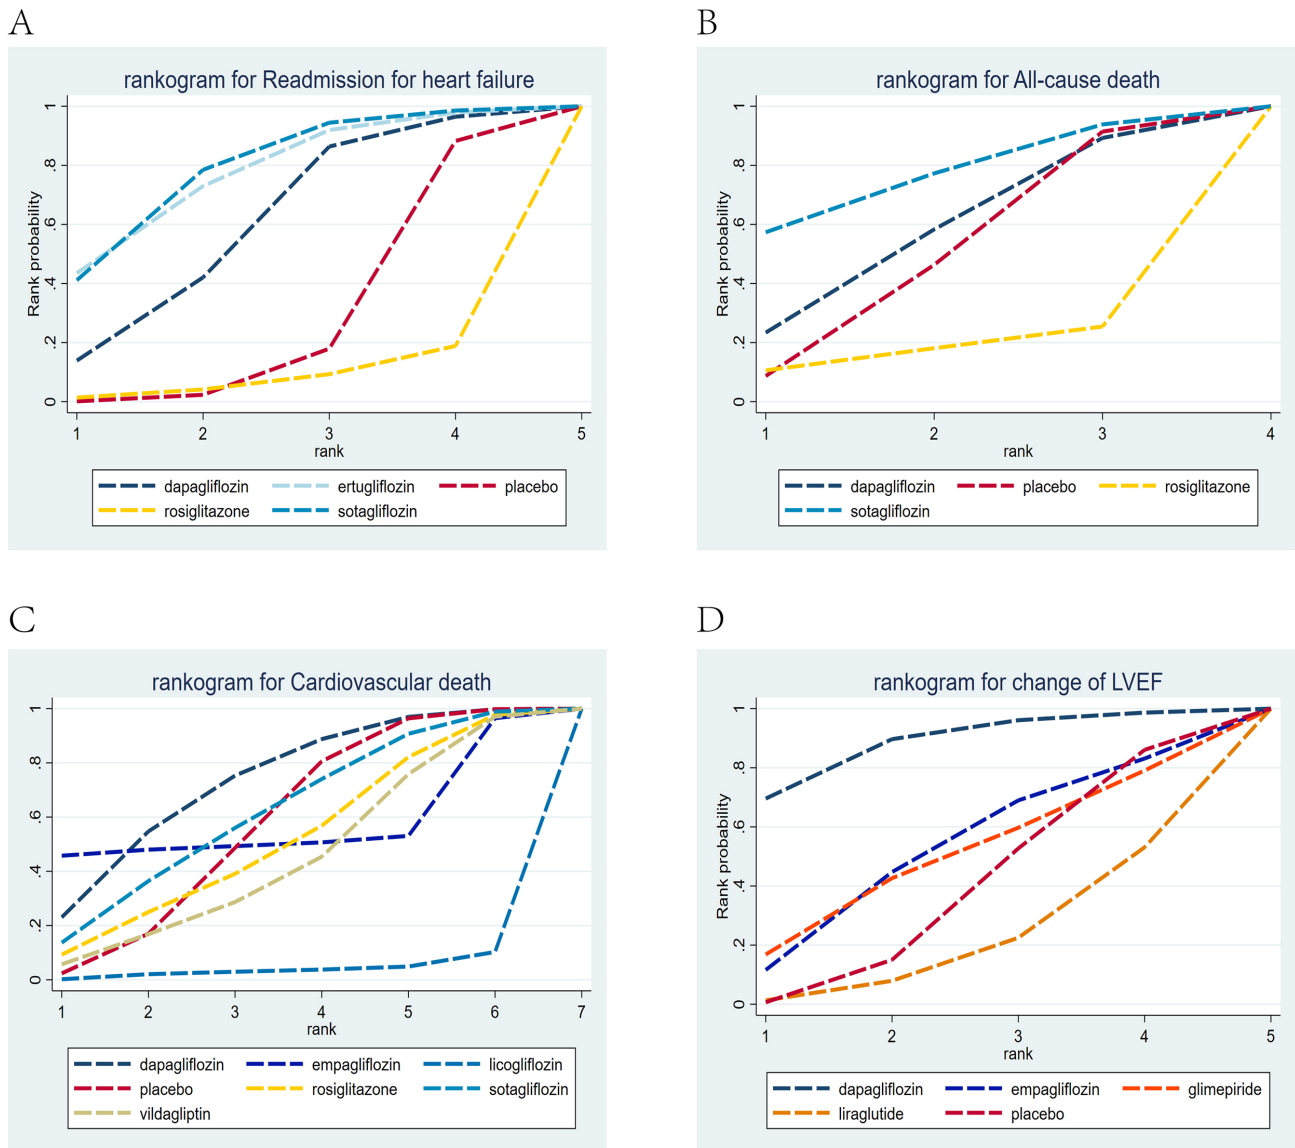 A
rankogram for Readmission for heart failure
Rank probability
1
.8
.6
.4
.2
0
1 2 3 4 5
rank
dapagliflozin ertugliflozin placebo
rosiglitazone sotagliflozin
B
rankogram for All-cause death
Rank probability
1
.8
.6
.4
.2
0
1 2 3 4
rank
dapagliflozin placebo rosiglitazone
sotagliflozin
C
rankogram for Cardiovascular death
1
.8
.6
.4
.2
0
1 2 3 4 5 6 7
rank
dapagliflozin empagliflozin licogliflozin
placebo rosiglitazone sotagliflozin
vildagliptin
D
rankogram for change of LVEF
Rank probability
1
.8
.6
.4
.2
0
1 2 3 4 5
rank
dapagliflozin empagliflozin glimepiride
liraglutide placebo